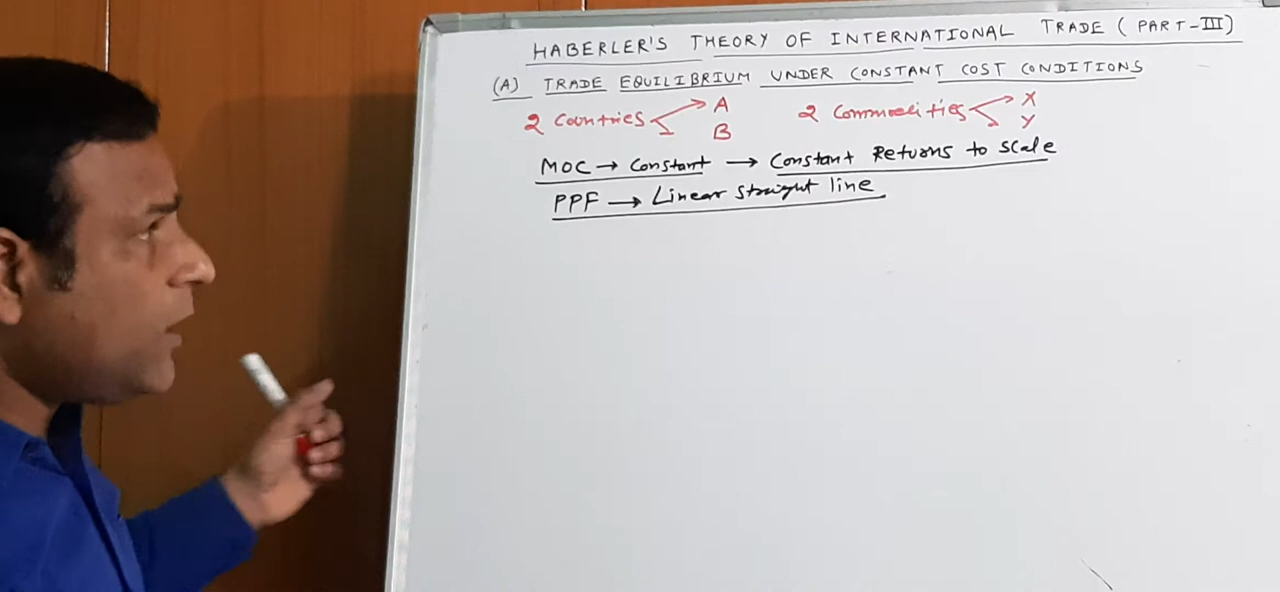 HABERLER'S THEORY OF INTERNATIONAL TRADE ( PART-III)
(A) TRADE EQUILIBRIUM UNDER CONSTANT COST CONDITIONS
2 Countries A B 2 Commodities X Y
MOC → Constant → Constant Returns to Scale
PPF → Linear Straight line